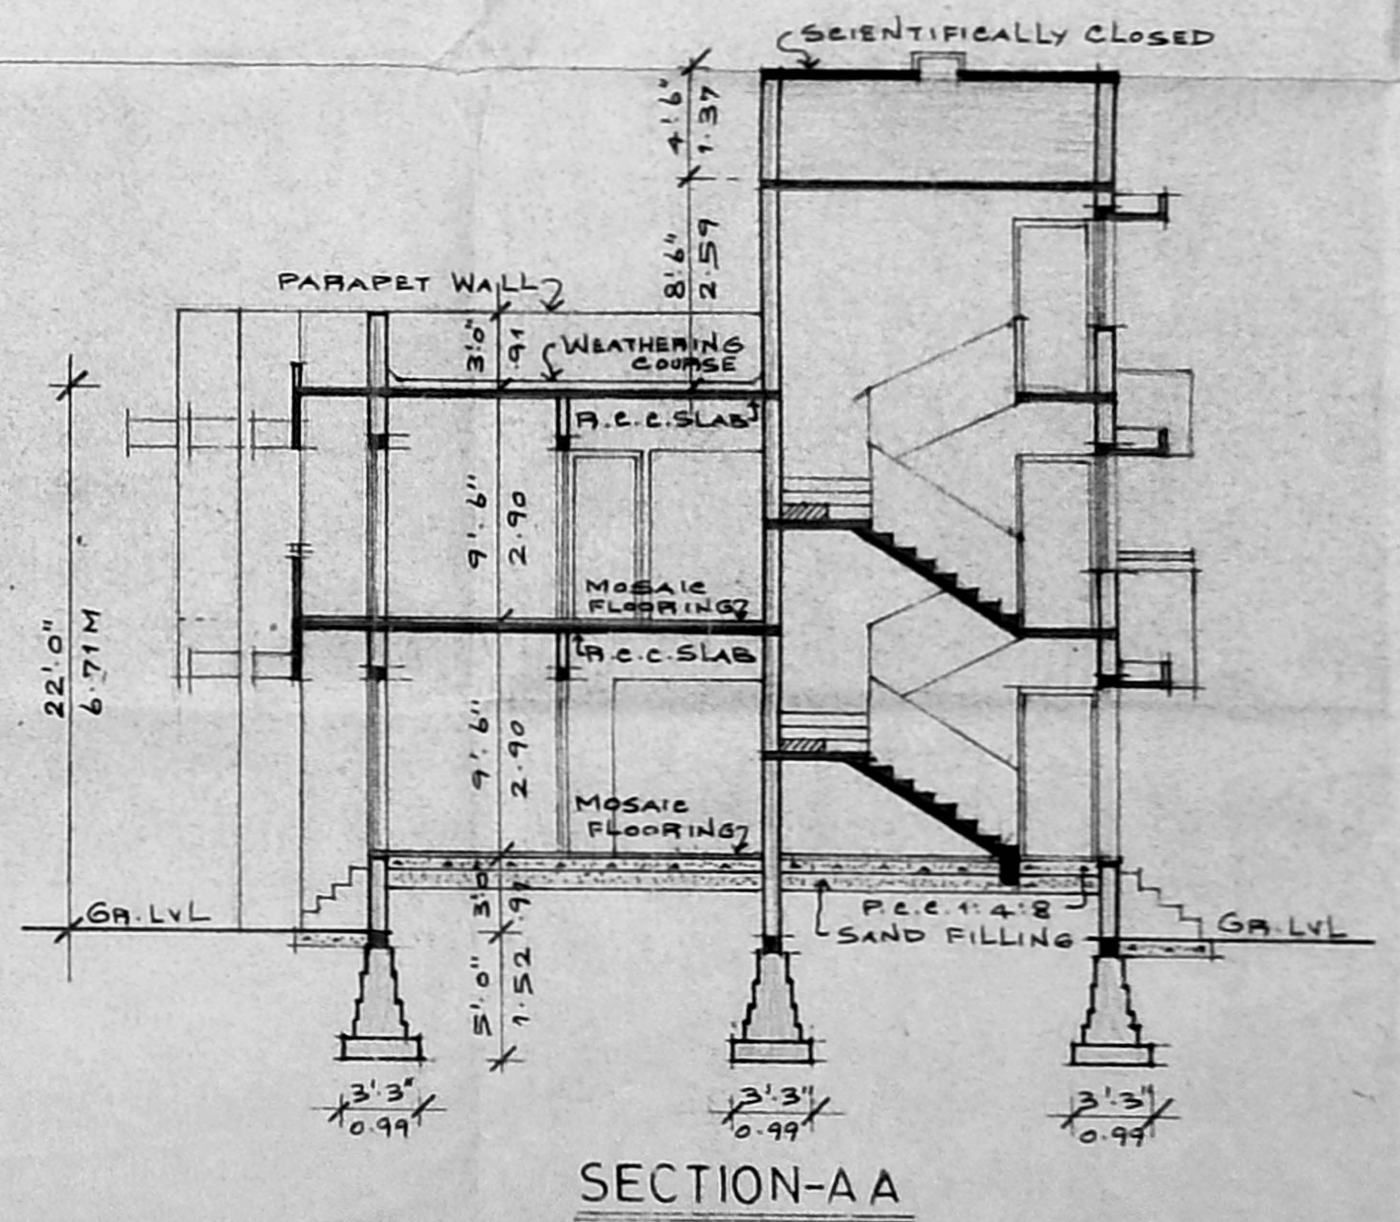 SCIENTIFICALLY CLOSED
4'.6"
1.37
8'.6"
2.59
PARAPET WALL
3'.0"
.91
WEATHERING
COURSE
R.C.C.SLAB
9'.6"
2.90
MOSAIC
FLOORING
R.C.C.SLAB
22'.0"
6.71M
9'.6"
2.90
MOSAIC
FLOORING
3'.0"
.91
P.C.C.1:4:8
GR.LVL
SAND FILLING
GR.LVL
5'.0"
1.52
3'.3"
0.99
3'.3"
0.99
3'.3"
0.99
SECTION-AA